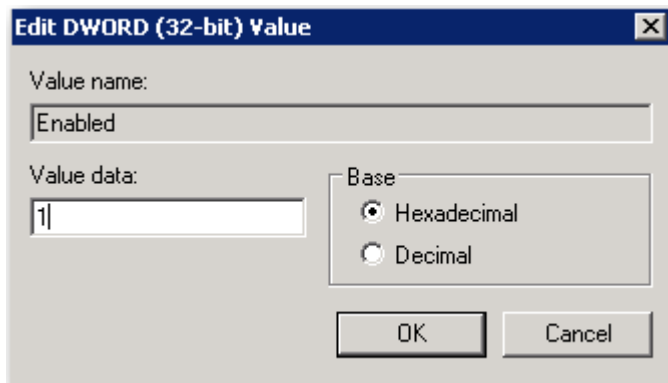 Edit DWORD (32-bit) Value
Value name:
Enabled
Value data:
1
Base
Hexadecimal
Decimal
OK
Cancel